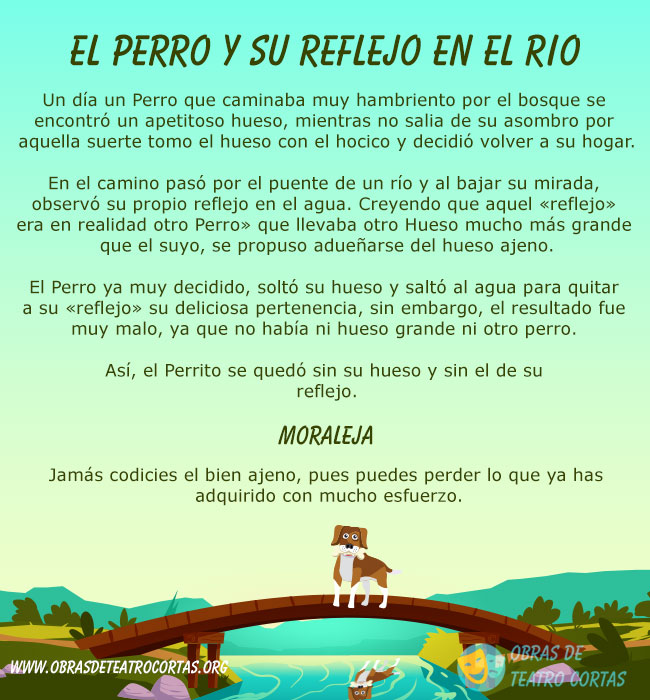 EL PERRO Y SU REFLEJO EN EL RIO
Un día un Perro que caminaba muy hambriento por el bosque se
encontró un apetitoso hueso, mientras no salia de su asombro por
aquella suerte tomo el hueso con el hocico y decidió volver a su hogar.
En el camino pasó por el puente de un río y al bajar su mirada,
observó su propio reflejo en el agua. Creyendo que aquel «reflejo»
era en realidad otro Perro» que llevaba otro Hueso mucho más grande
que el suyo, se propuso adueñarse del hueso ajeno.
El Perro ya muy decidido, soltó su hueso y saltó al agua para quitar
a su «reflejo» su deliciosa pertenencia, sin embargo, el resultado fue
muy malo, ya que no había ni hueso grande ni otro perro.
Así, el Perrito se quedó sin su hueso y sin el de su
reflejo.
MORALEJA
Jamás codicies el bien ajeno, pues puedes perder lo que ya has
adquirido con mucho esfuerzo.
WWW.OBRASDETEATROCORTAS.ORG
OBRAS DE
TEATRO CORTAS